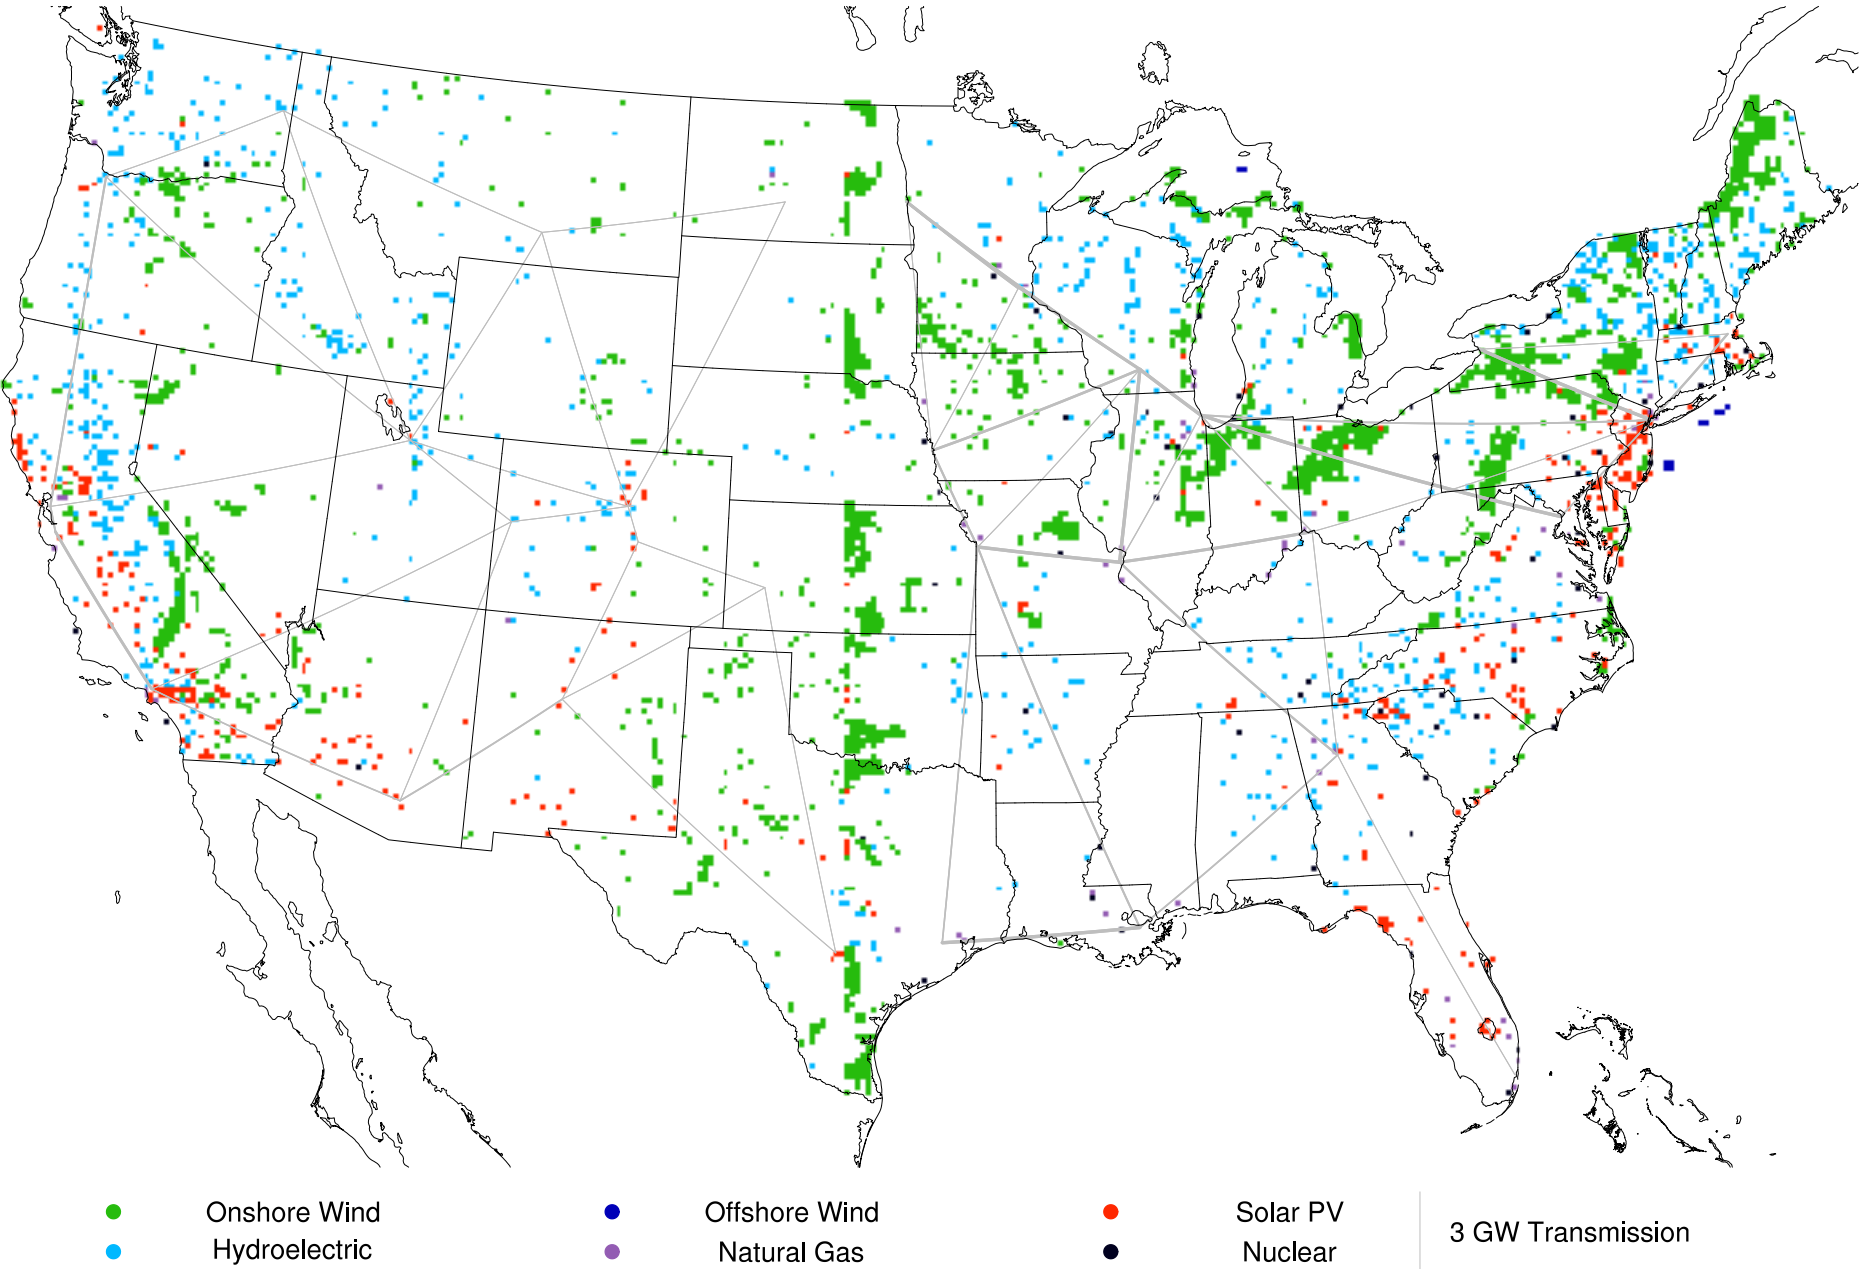 Onshore Wind
Offshore Wind
Solar PV
Hydroelectric
Natural Gas
Nuclear
3 GW Transmission